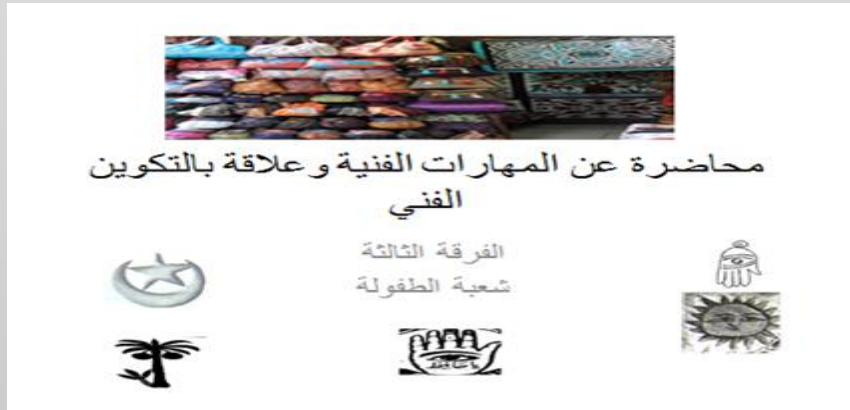 محاضرة عن المهارات الفنية وعلاقة بالتكوين
الفني
الفرقة الثالثة
شعبة الطفولة